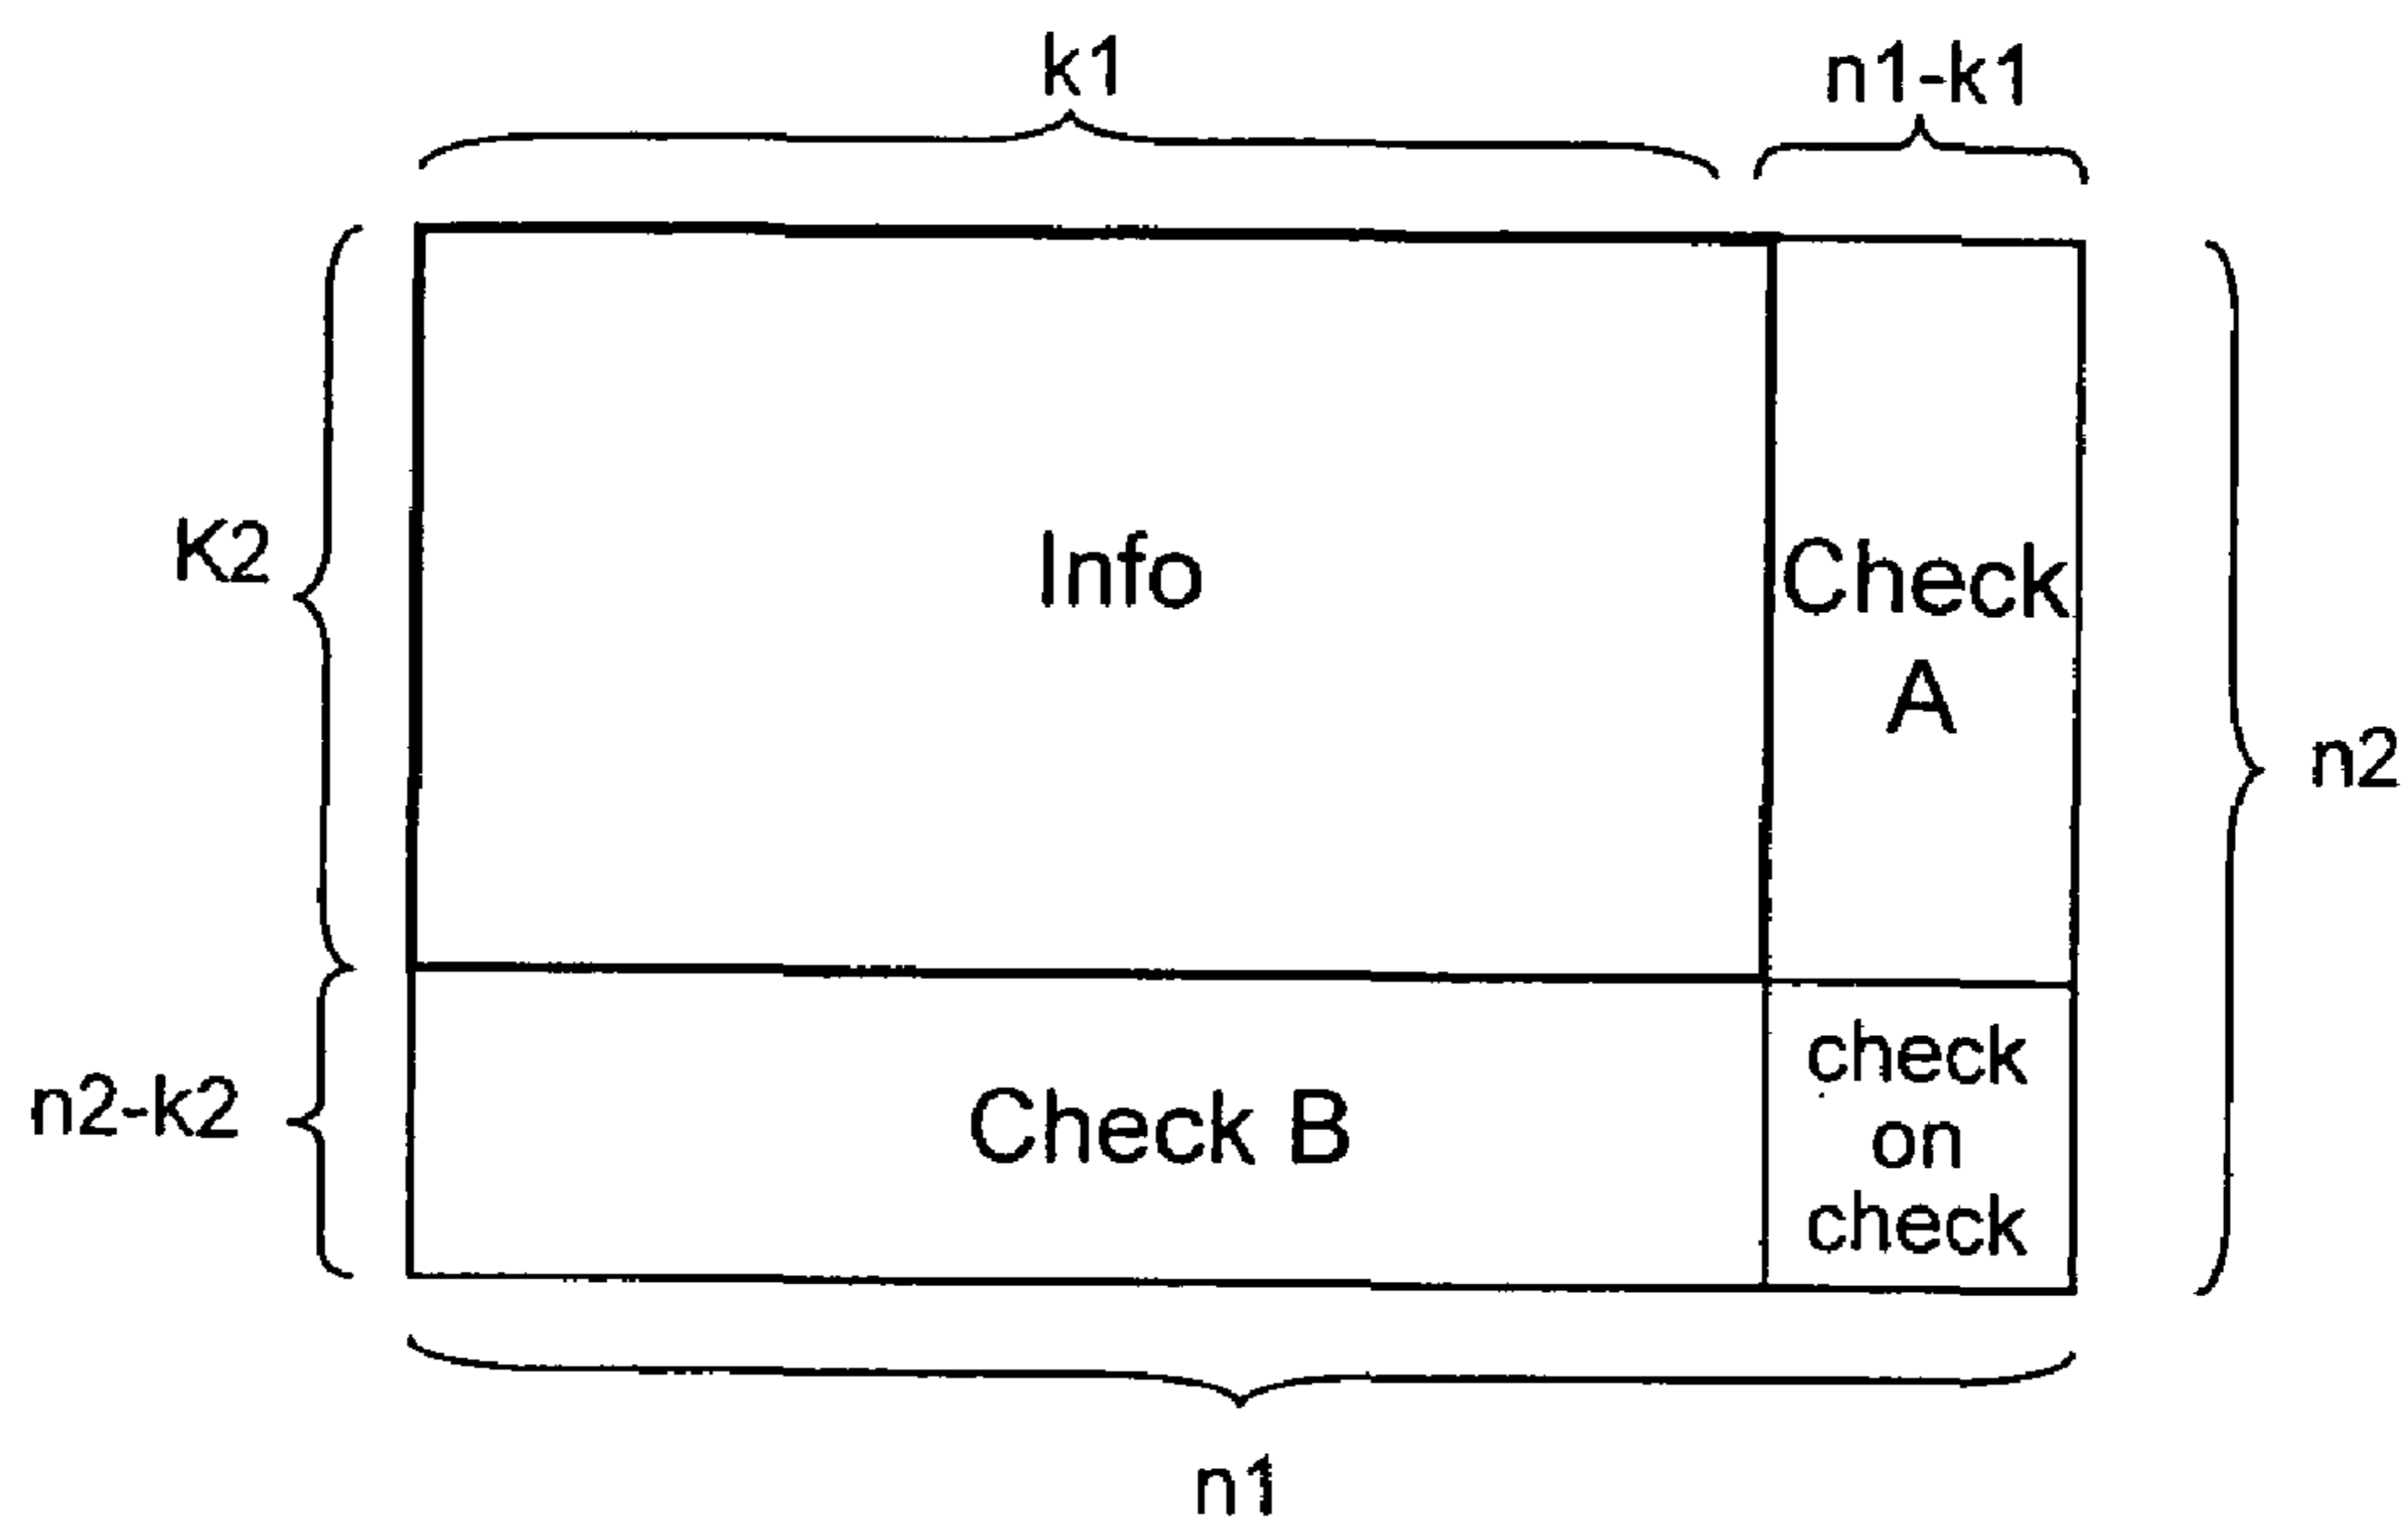 k1
n1-k1
K2
Info
Check
A
n2
n2-k2
Check B
check
on
check
n1